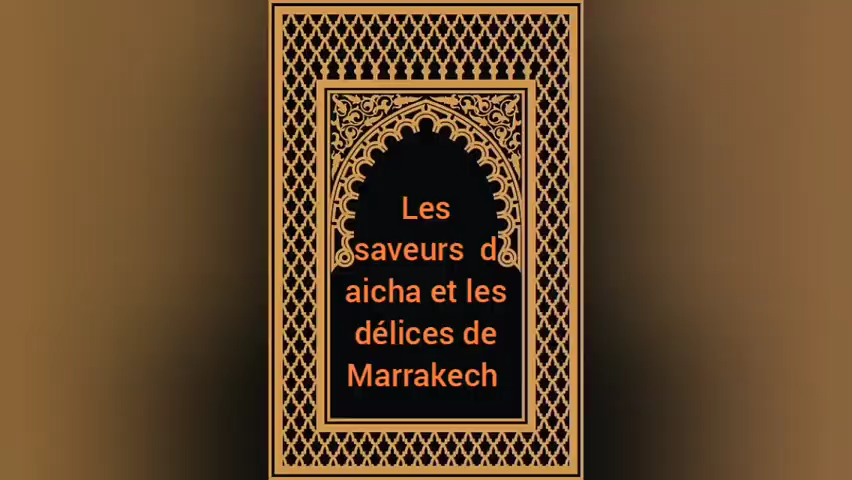 Les
saveurs  d
aicha et les
délices de
Marrakech